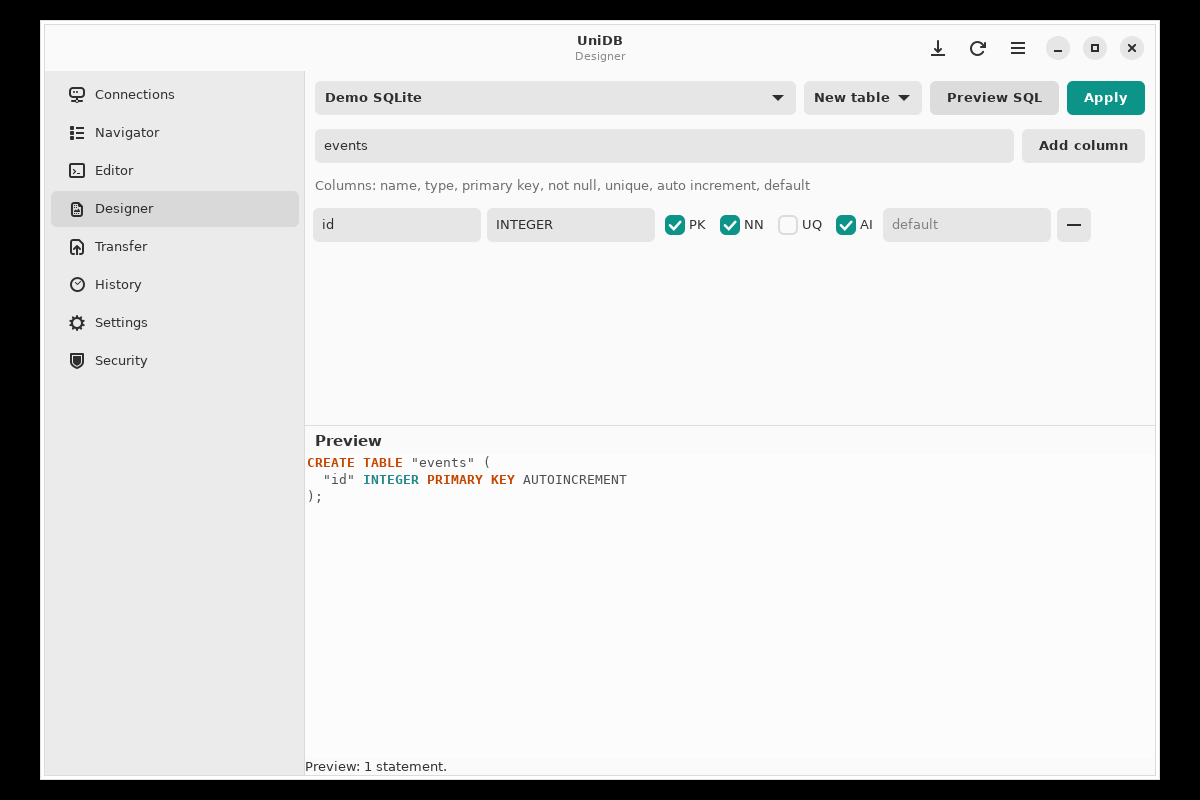 UniDB
Designer
Connections
Navigator
Editor
Designer
Transfer
History
Settings
Security
Demo SQLite
New table
Preview SQL
Apply
events
Add column
Columns: name, type, primary key, not null, unique, auto increment, default
id
INTEGER
PK
NN
UQ
AI
default
Preview
CREATE TABLE "events" (
  "id" INTEGER PRIMARY KEY AUTOINCREMENT
);
Preview: 1 statement.